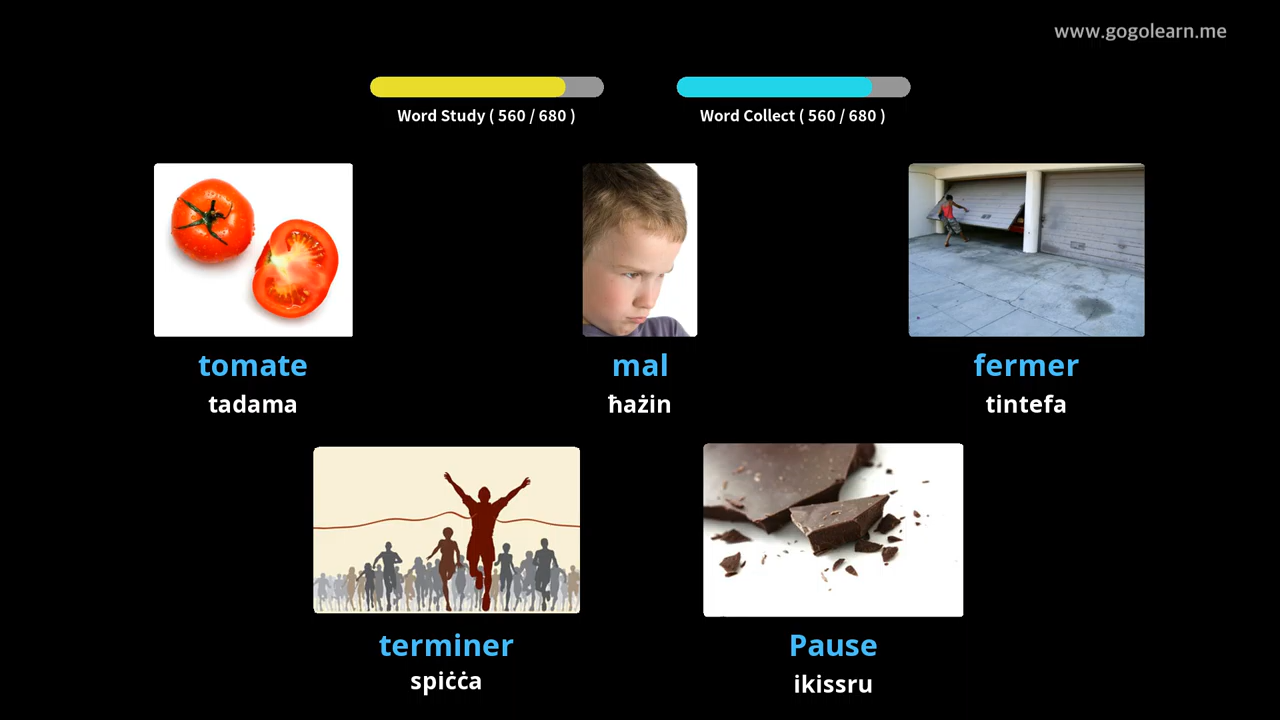 www.gogolearn.me
Word Study ( 560 / 680 )
Word Collect ( 560 / 680 )
tomate
tadama
mal
ħażin
fermer
tintefa
terminer
spiċċa
Pause
ikissru